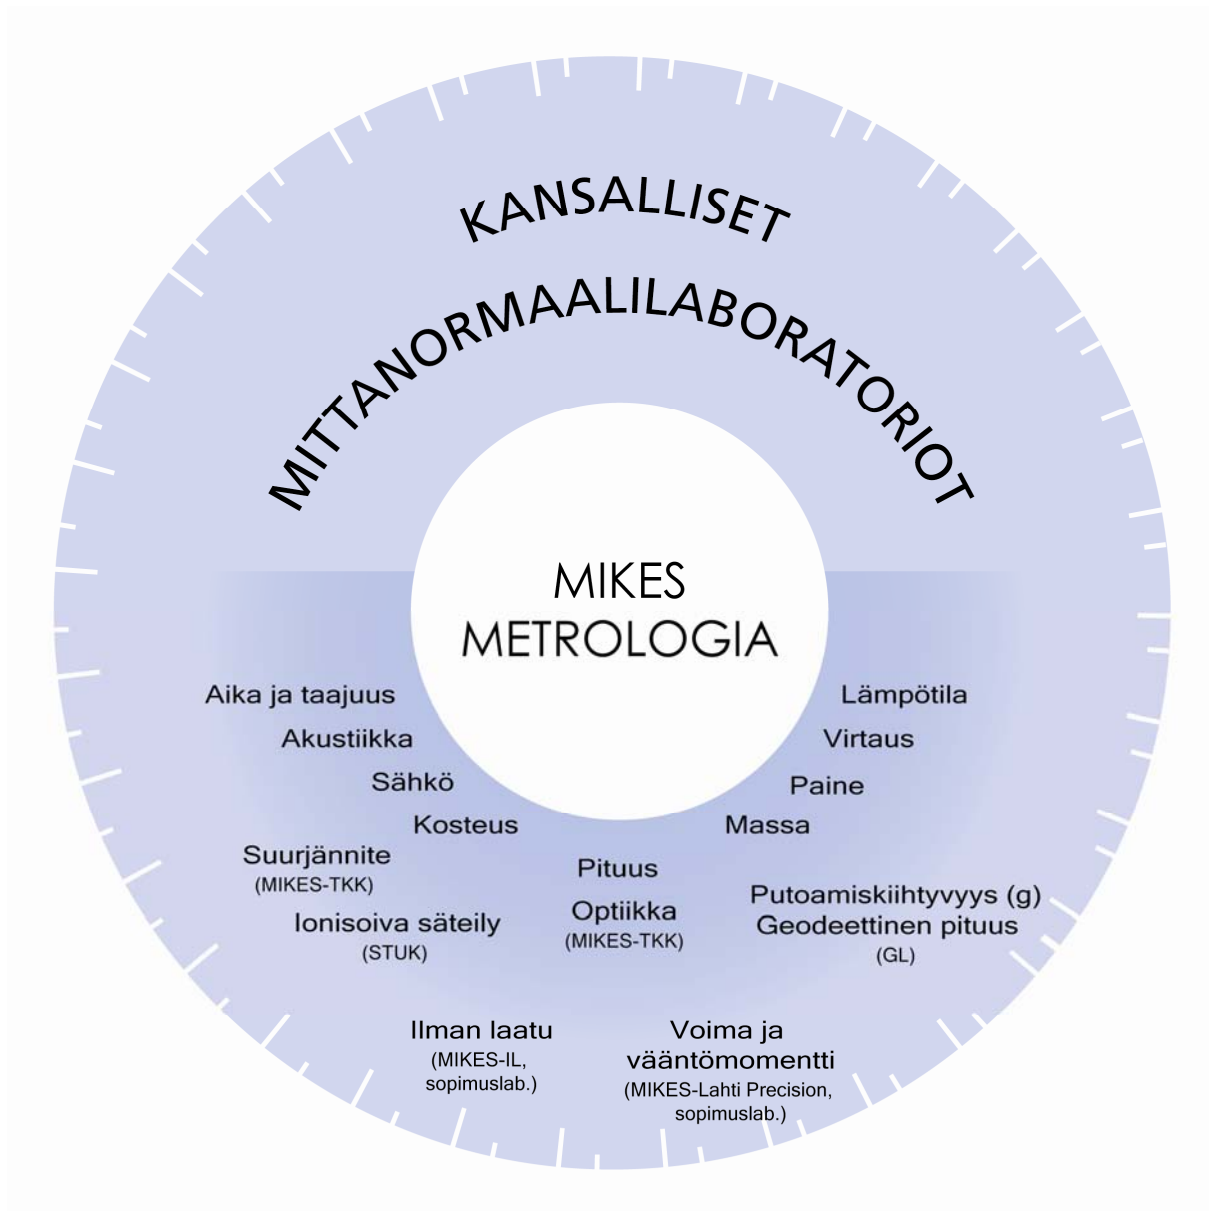 KANSALLISET
MITTANORMAALILABORATORIOT
MIKES
METROLOGIA
Aika ja taajuus
Akustiikka
Sähkö
Kosteus
Suurjännite
(MIKES-TKK)
Ionisoiva säteily
(STUK)
Pituus
Optiikka
(MIKES-TKK)
Lämpötila
Virtaus
Paine
Massa
Putoamiskiihtyvyys (g)
Geodeettinen pituus
(GL)
Ilman laatu
(MIKES-IL,
sopimuslab.)
Voima ja
vääntömomentti
(MIKES-Lahti Precision,
sopimuslab.)